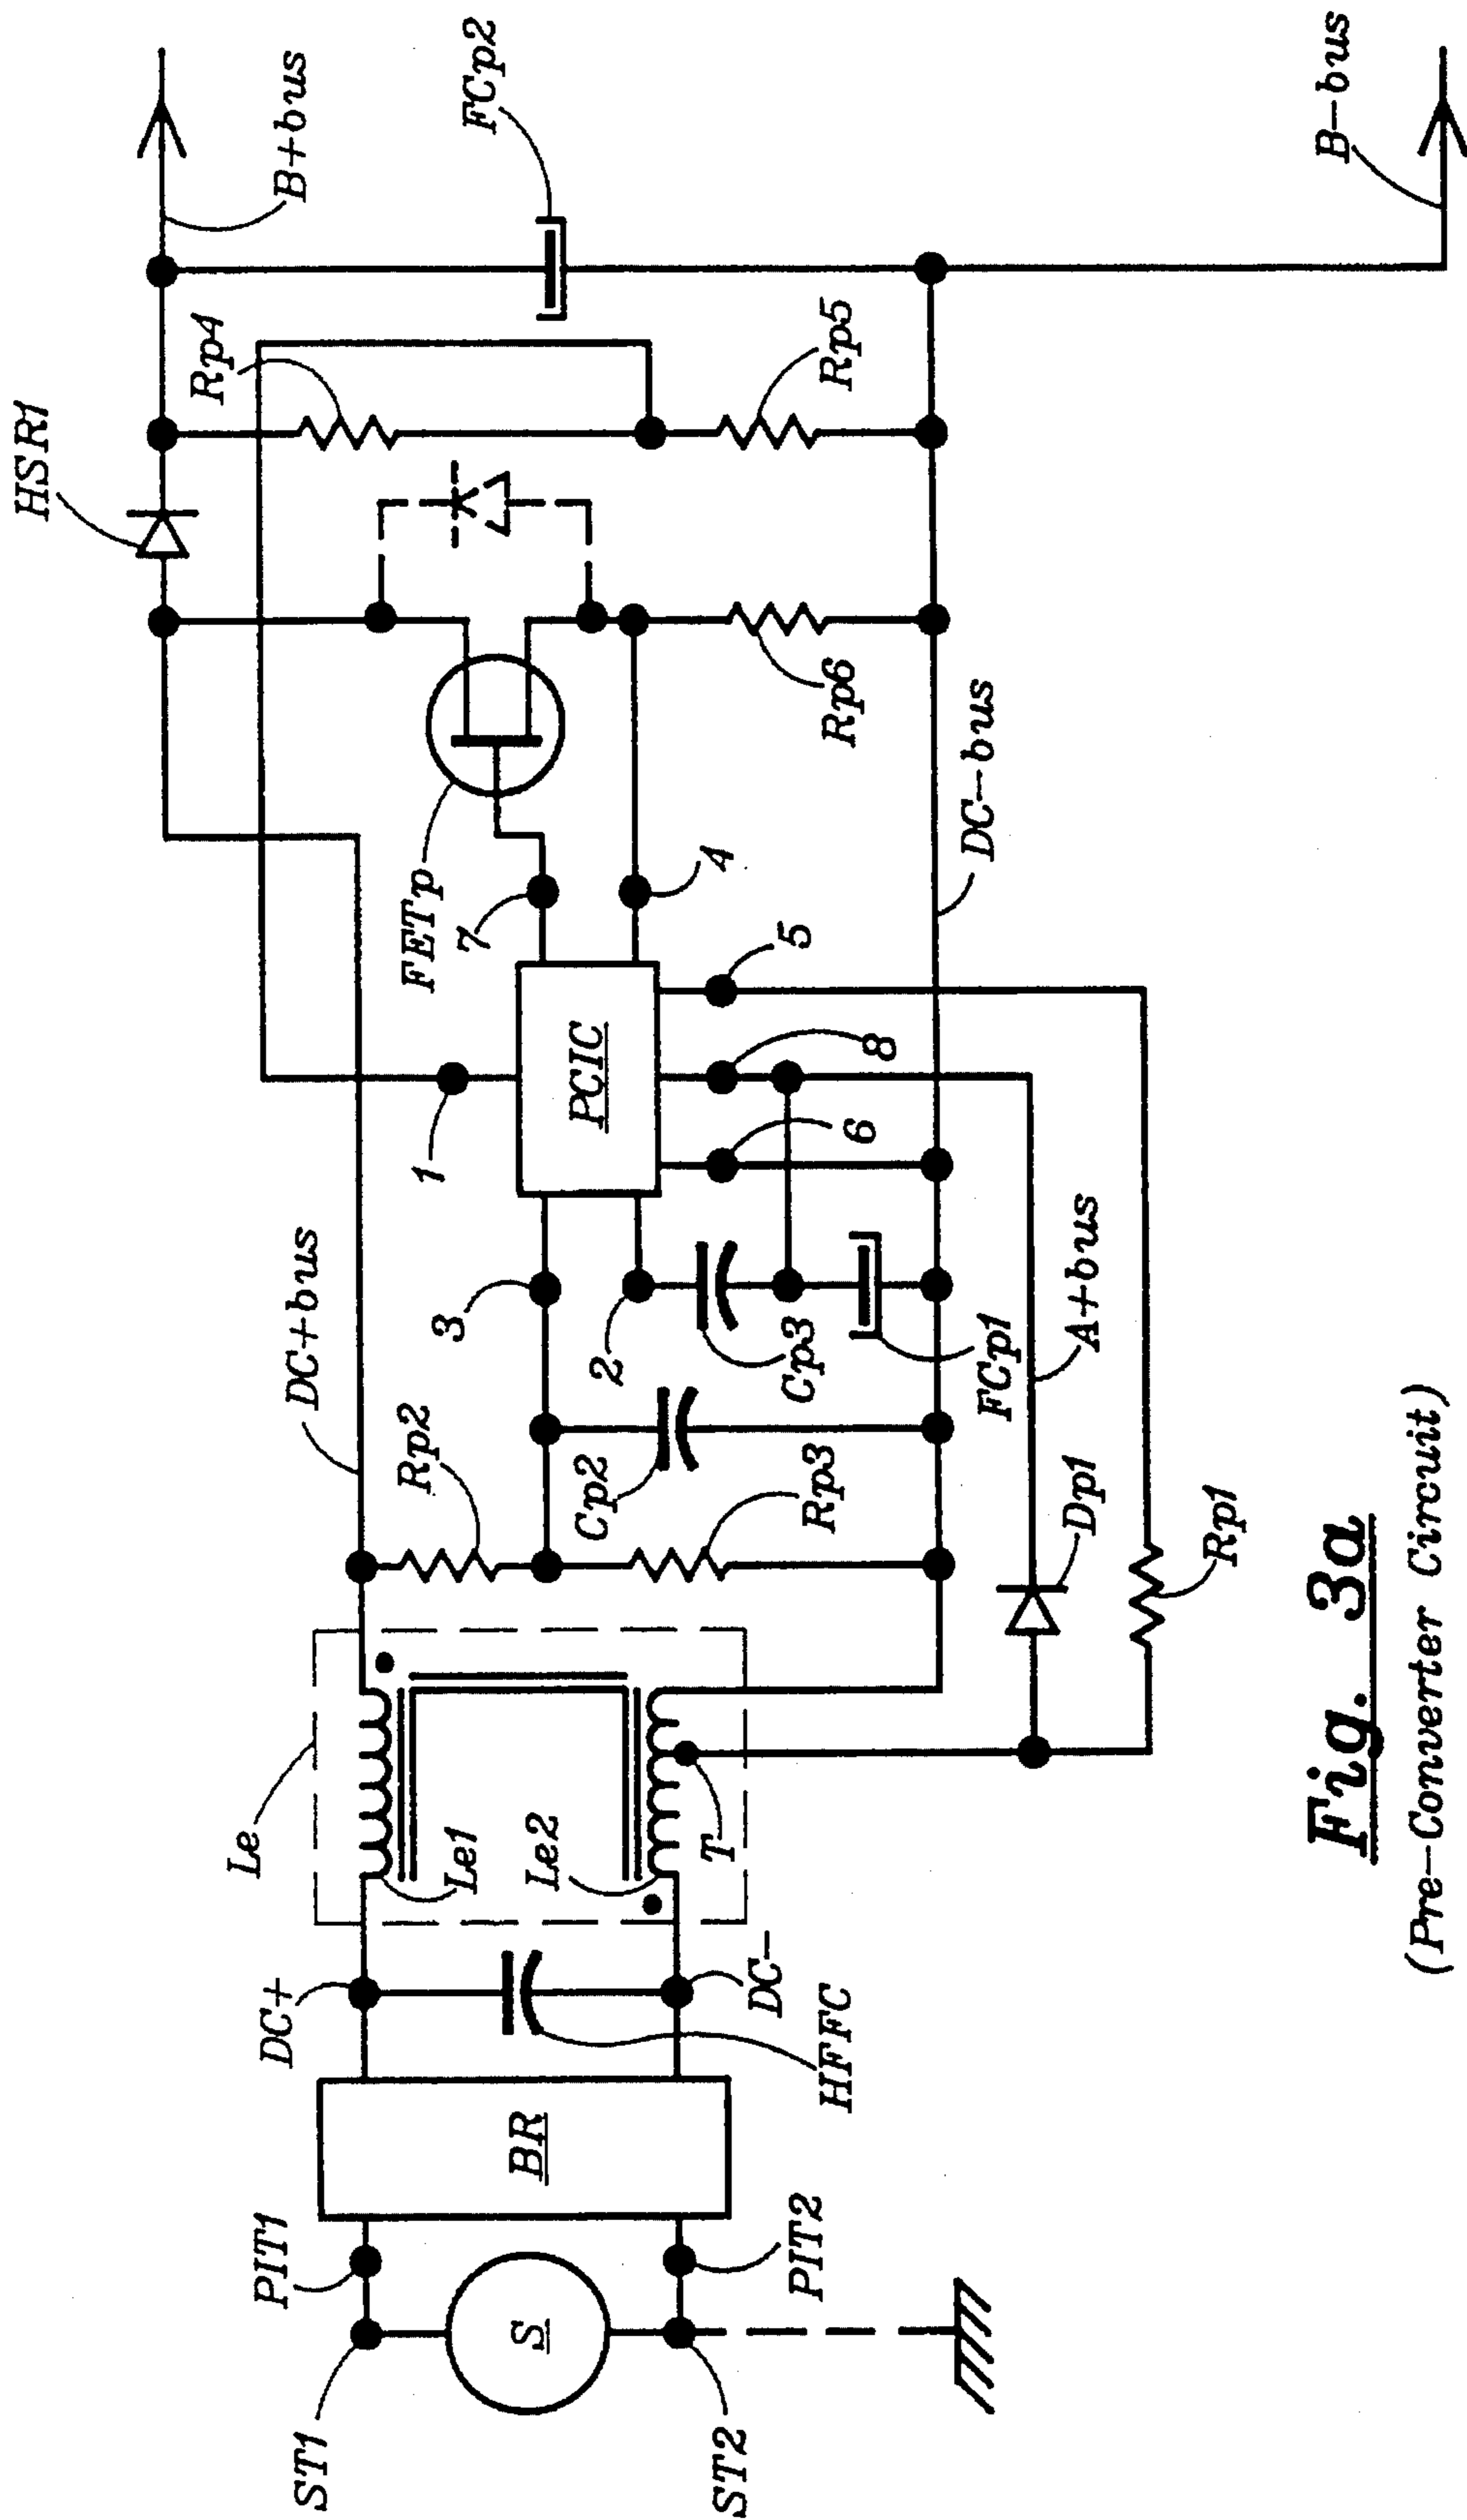 HSR1
B+bus
Rp4
FCp2
Rp5
B-bus
FETp
7
4
Rp6
DC-bus
1
PCIC
5
8
6
DC+bus
3
2
Cp3
FCp1
A+bus
Rp2
Cp2
Rp3
Dp1
Rp1
Le
Le1
Le2
T
DC+
DC-
HFFC
BR
PIT1
PIT2
S
ST1
ST2
Fig. 3a
(Pre-Converter Circuit)